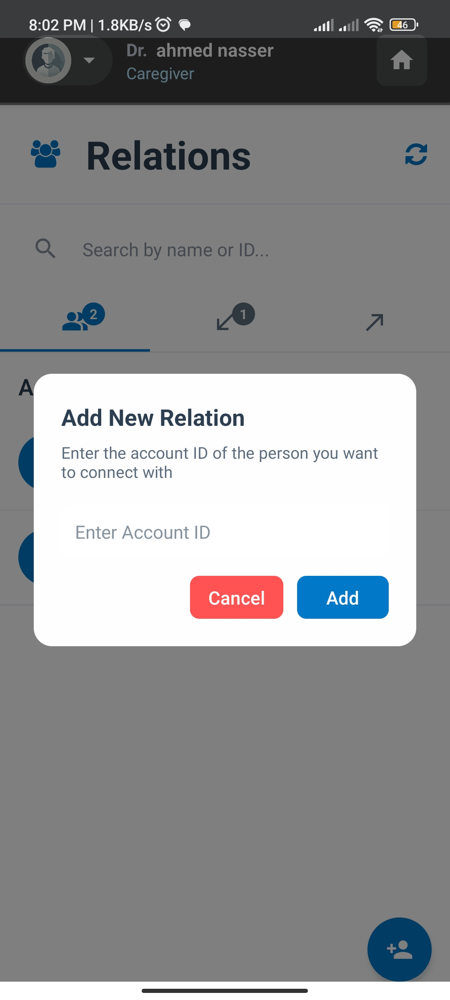 8:02 PM | 1.8KB/s
46
Dr. ahmed nasser
Caregiver
Relations
Search by name or ID...
2
1
A
Add New Relation
Enter the account ID of the person you want
to connect with
Enter Account ID
Cancel
Add